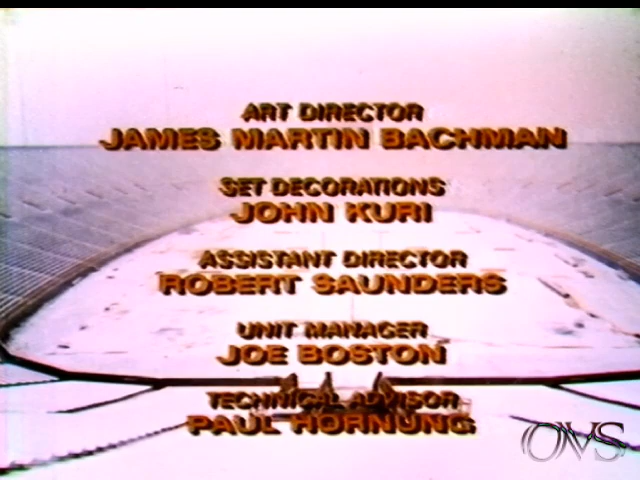 ART DIRECTOR
JAMES MARTIN BACHMAN
SET DECORATIONS
JOHN KURI
ASSISTANT DIRECTOR
ROBERT SAUNDERS
UNIT MANAGER
JOE BOSTON
TECHNICAL ADVISOR
PAUL HORNUNG
OVS